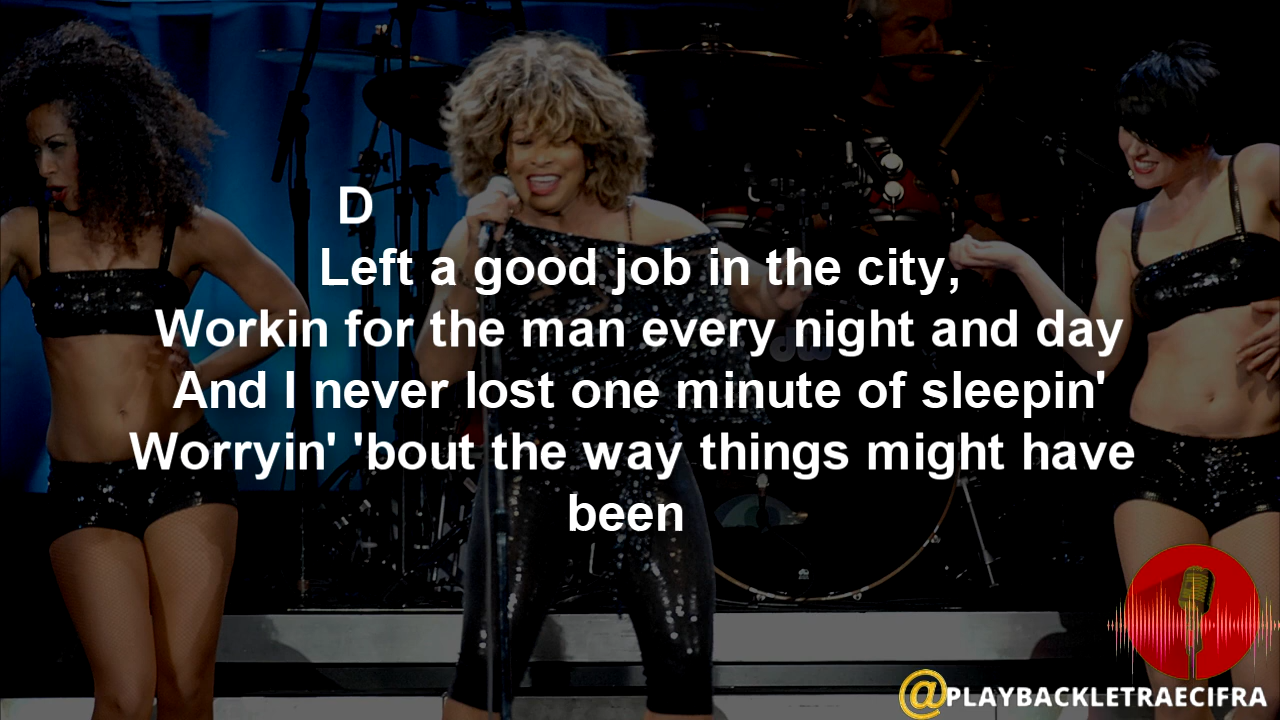 D
Left a good job in the city,
Workin for the man every night and day
And I never lost one minute of sleepin'
Worryin' 'bout the way things might have
been
@PLAYBACKLETRAECIFRA